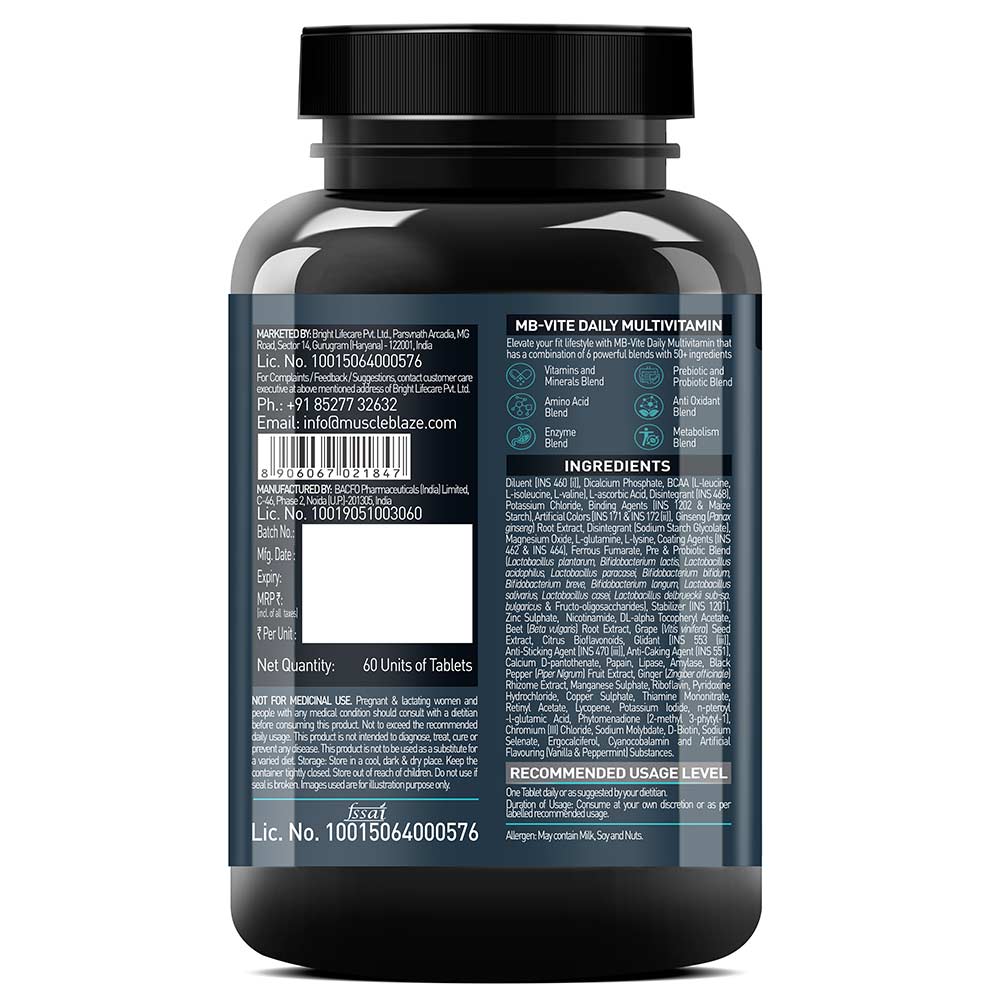 MARKETED BY: Bright Lifecare Pvt. Ltd., Parsvnath Arcadia, MG
Road, Sector 14, Gurugram (Haryana) - 122001, India
Lic. No. 10015064000576
For Complaints / Feedback / Suggestions, contact customer care
executive at above mentioned address of Bright Lifecare Pvt. Ltd.
Ph.: +91 85277 32632
Email: info@muscleblaze.com
8 906067 021847
MANUFACTURED BY: BACFO Pharmaceuticals (India) Limited,
C-46, Phase 2, Noida (U.P)-201305, India
Lic. No. 10019051003060
Batch No.:
Mfg. Date :
Expiry:
MRP ₹:
(incl. of all taxes)
₹ Per Unit :
Net Quantity: 60 Units of Tablets
NOT FOR MEDICINAL USE. Pregnant & lactating women and
people with any medical condition should consult with a dietitian
before consuming this product. Not to exceed the recommended
daily usage. This product is not intended to diagnose, treat, cure or
prevent any disease. This product is not to be used as a substitute for
a varied diet. Storage: Store in a cool, dark & dry place. Keep the
container tightly closed. Store out of reach of children. Do not use if
seal is broken. Images used are for illustration purpose only.
fssai
Lic. No. 10015064000576
MB-VITE DAILY MULTIVITAMIN
Elevate your fit lifestyle with MB-Vite Daily Multivitamin that
has a combination of 6 powerful blends with 50+ ingredients
Vitamins and
Minerals Blend
Prebiotic and
Probiotic Blend
Amino Acid
Blend
Anti Oxidant
Blend
Enzyme
Blend
Metabolism
Blend
INGREDIENTS
Diluent [INS 460 (i)], Dicalcium Phosphate, BCAA (L-leucine,
L-isoleucine, L-valine), L-ascorbic Acid, Disintegrant (INS 468),
Potassium Chloride, Binding Agents (INS 1202 & Maize
Starch), Artificial Colors [INS 171 & INS 172 (ii)], Ginseng (Panax
ginseng) Root Extract, Disintegrant (Sodium Starch Glycolate),
Magnesium Oxide, L-glutamine, L-lysine, Coating Agents (INS
462 & INS 464), Ferrous Fumarate, Pre & Probiotic Blend
(Lactobacillus plantarum, Bifidobacterium lactis, Lactobacillus
acidophilus, Lactobacillus paracasei, Bifidobacterium bifidum,
Bifidobacterium breve, Bifidobacterium longum, Lactobacillus
salivarius, Lactobacillus casei, Lactobacillus delbrueckii sub-sp.
bulgaricus & Fructo-oligosaccharides), Stabilizer (INS 1201),
Zinc Sulphate, Nicotinamide, DL-alpha Tocopheryl Acetate,
Beet (Beta vulgaris) Root Extract, Grape (Vitis vinifera) Seed
Extract, Citrus Bioflavonoids, Glidant [INS 553 (iii)],
Anti-Sticking Agent [INS 470 (iii)], Anti-Caking Agent (INS 551),
Calcium D-pantothenate, Papain, Lipase, Amylase, Black
Pepper (Piper Nigrum) Fruit Extract, Ginger (Zingiber officinale)
Rhizome Extract, Manganese Sulphate, Riboflavin, Pyridoxine
Hydrochloride, Copper Sulphate, Thiamine Mononitrate,
Retinyl Acetate, Lycopene, Potassium Iodide, n-pteroyl
-l-glutamic Acid, Phytomenadione (2-methyl 3-phytyl-1),
Chromium (III) Chloride, Sodium Molybdate, D-Biotin, Sodium
Selenate, Ergocalciferol, Cyanocobalamin and Artificial
Flavouring (Vanilla & Peppermint) Substances.
RECOMMENDED USAGE LEVEL
One Tablet daily or as suggested by your dietitian.
Duration of Usage: Consume at your own discretion or as per
labelled recommended usage.
Allergen: May contain Milk, Soy and Nuts.